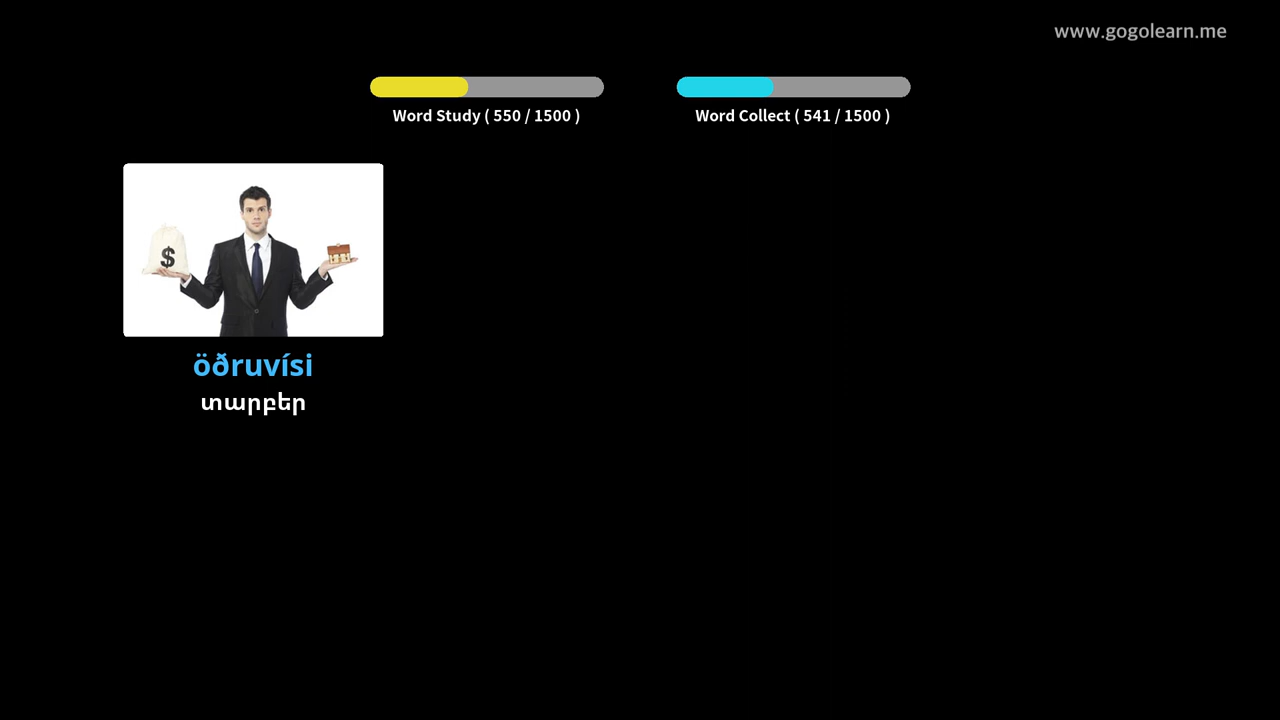 www.gogolearn.me
Word Study ( 550 / 1500 )
Word Collect ( 541 / 1500 )
$
öðruvísi
տարբեր